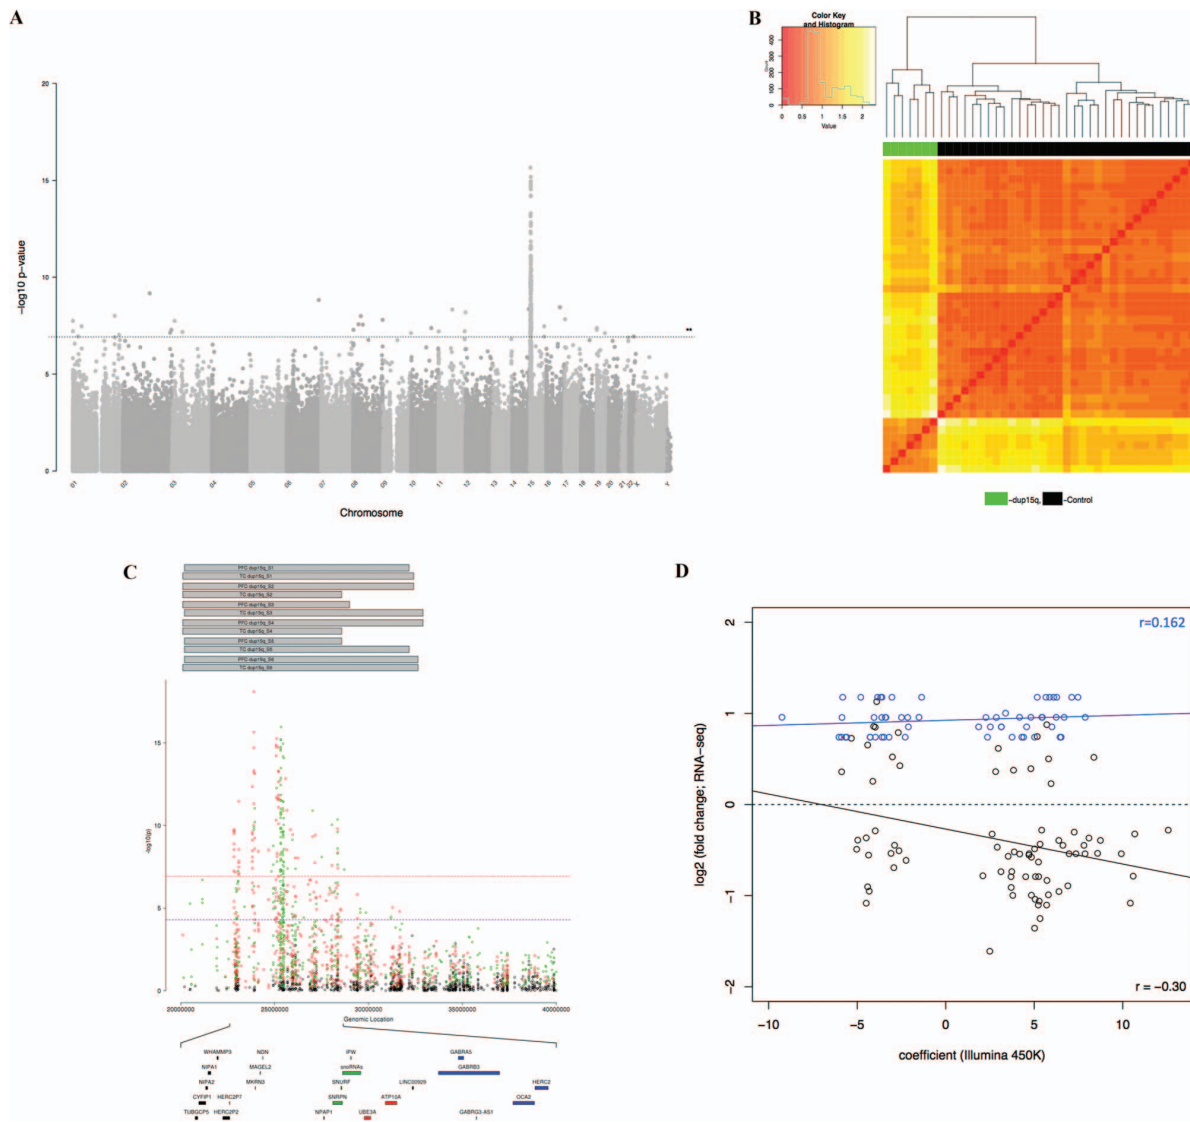 A
20
15
10
5
0
−log10 p−value
**
01 02 03 04 05 06 07 08 09 10 11 12 13 14 15 16 17 18 19 20 21 22 X Y
Chromosome
B
Color Key
and Histogram
0 100 200 300 400
Count
0 0.5 1 1.5 2
Value
-dup15q, -Control
C
PFC dup15q_S1
TC dup15q_S1
PFC dup15q_S2
TC dup15q_S2
PFC dup15q_S3
TC dup15q_S3
PFC dup15q_S4
TC dup15q_S4
PFC dup15q_S5
TC dup15q_S5
PFC dup15q_S6
TC dup15q_S6
15
10
5
0
-log10(p)
20000000 25000000 30000000 35000000 40000000
Genomic Location
WHAMMP3 NDN IPW GABRA5
NIPA1 MAGEL2 snoRNAs GABRB3
NIPA2 MKRN3 SNURF LINC00929 HERC2
CYFIP1 HERC2P7 SNRPN ATP10A OCA2
TUBGCP5 HERC2P2 NPAP1 UBE3A GABRG3-AS1
D
r=0.162
2
1
0
−1
−2
log2 (fold change; RNA−seq)
r = −0.30
−10 −5 0 5 10
coefficient (Illumina 450K)